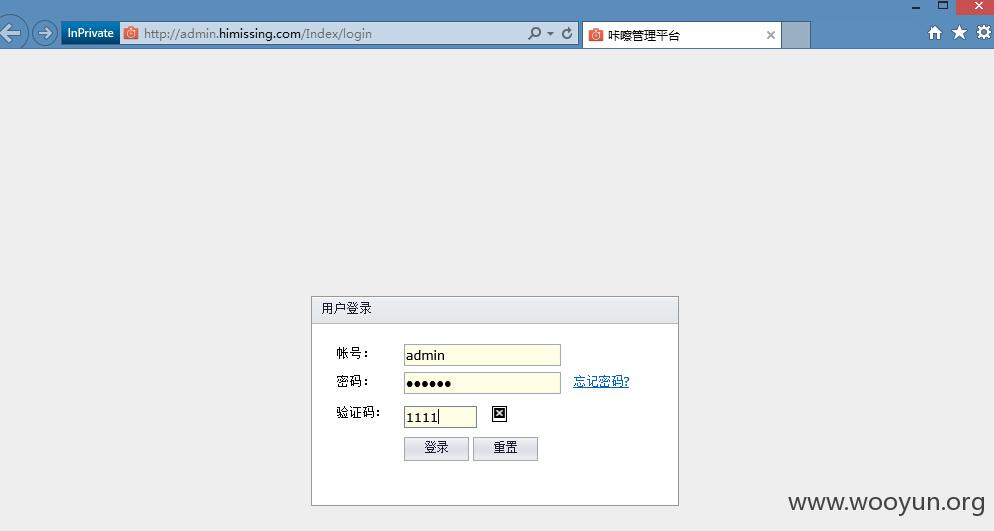 InPrivate http://admin.himissing.com/Index/login 咔嚓管理平台
用户登录
帐号： admin
密码： ●●●●●● 忘记密码?
验证码： 1111
登录 重置
www.wooyun.org